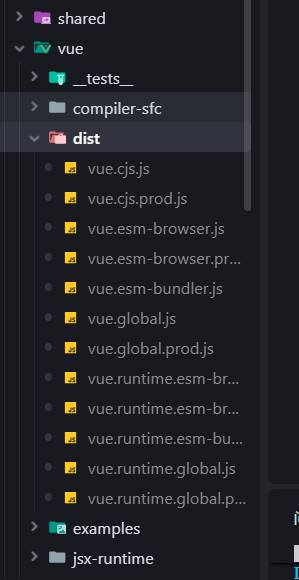 shared
vue
__tests__
compiler-sfc
dist
vue.cjs.js
vue.cjs.prod.js
vue.esm-browser.js
vue.esm-browser.pr...
vue.esm-bundler.js
vue.global.js
vue.global.prod.js
vue.runtime.esm-br...
vue.runtime.esm-br...
vue.runtime.esm-bu...
vue.runtime.global.js
vue.runtime.global.p...
examples
jsx-runtime